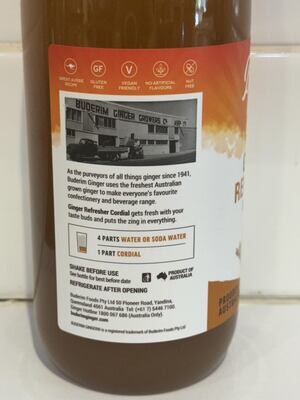 GREAT AUSSIE RECIPE
GF
GLUTEN FREE
V
VEGAN FRIENDLY
NO ARTIFICIAL FLAVOURS
NUT FREE
BUDERIM GINGER GROWERS
As the purveyors of all things ginger since 1941,
Buderim Ginger uses the freshest Australian
grown ginger to make everyone's favourite
confectionery and beverage range.
Ginger Refresher Cordial gets fresh with your
taste buds and puts the zing in everything.
4 PARTS WATER OR SODA WATER
1 PART CORDIAL
SHAKE BEFORE USE
See bottle for best before date
REFRIGERATE AFTER OPENING
PRODUCT OF
AUSTRALIA
Buderim Foods Pty Ltd 50 Pioneer Road, Yandina,
Queensland 4561 Australia Tel: (+61 7) 5446 7100.
Ginger Hotline 1800 067 686 (Australia Only).
buderimginger.com
BUDERIM GINGER® is a registered trademark of Buderim Foods Pty Ltd
RE